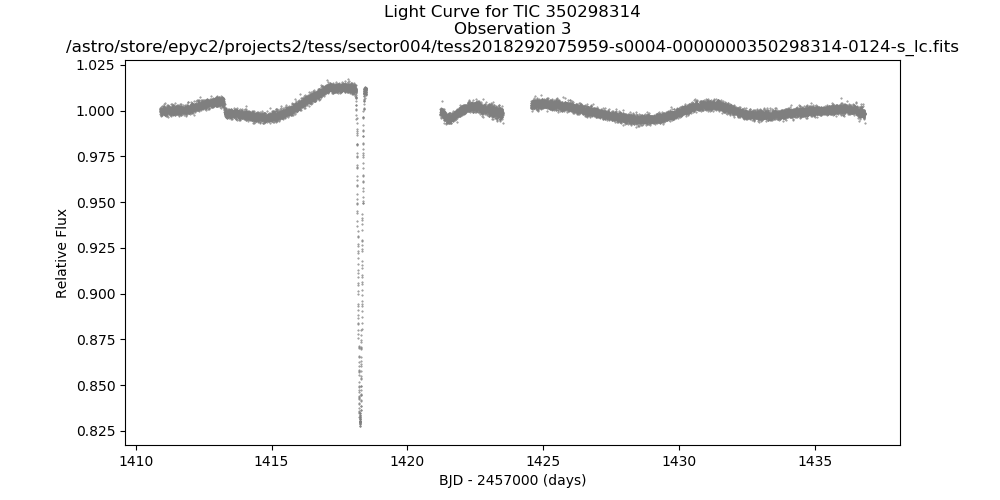 Light Curve for TIC 350298314
Observation 3
/astro/store/epyc2/projects2/tess/sector004/tess2018292075959-s0004-0000000350298314-0124-s_lc.fits
1.025
1.000
0.975
0.950
0.925
0.900
0.875
0.850
0.825
Relative Flux
1410 1415 1420 1425 1430 1435
BJD - 2457000 (days)